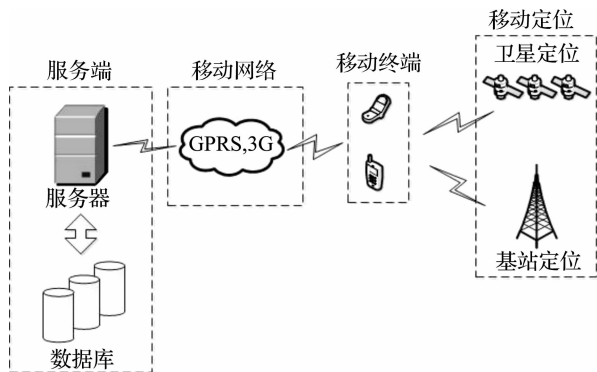 服务端
服务器
数据库
移动网络
GPRS,3G
移动终端
移动定位
卫星定位
基站定位